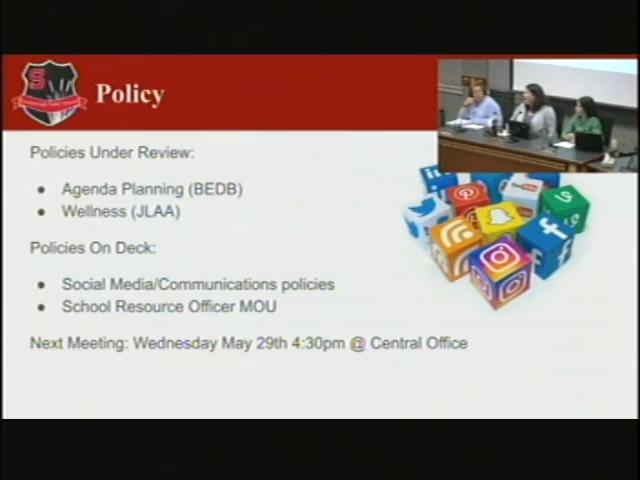 S
Policy
Policies Under Review:
● Agenda Planning (BEDB)
● Wellness (JLAA)
Policies On Deck:
● Social Media/Communications policies
● School Resource Officer MOU
Next Meeting: Wednesday May 29th 4:30pm @ Central Office